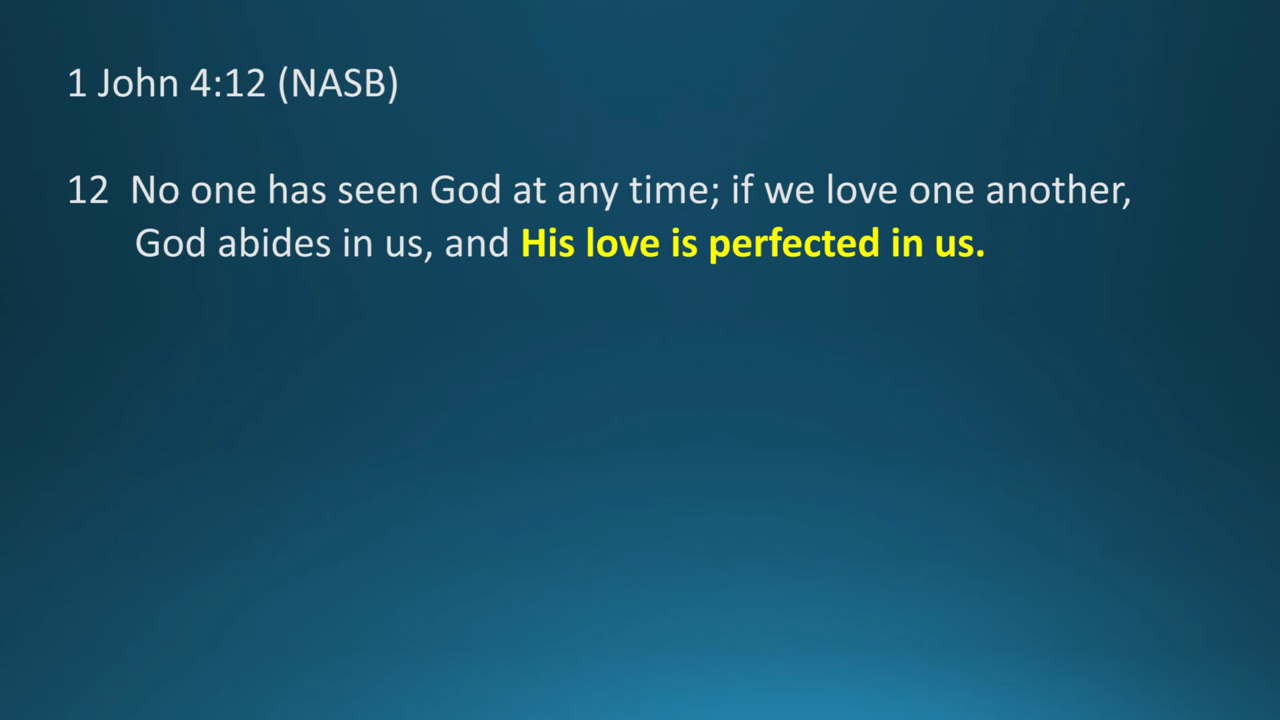 1 John 4:12 (NASB)
12 No one has seen God at any time; if we love one another,
God abides in us, and His love is perfected in us.